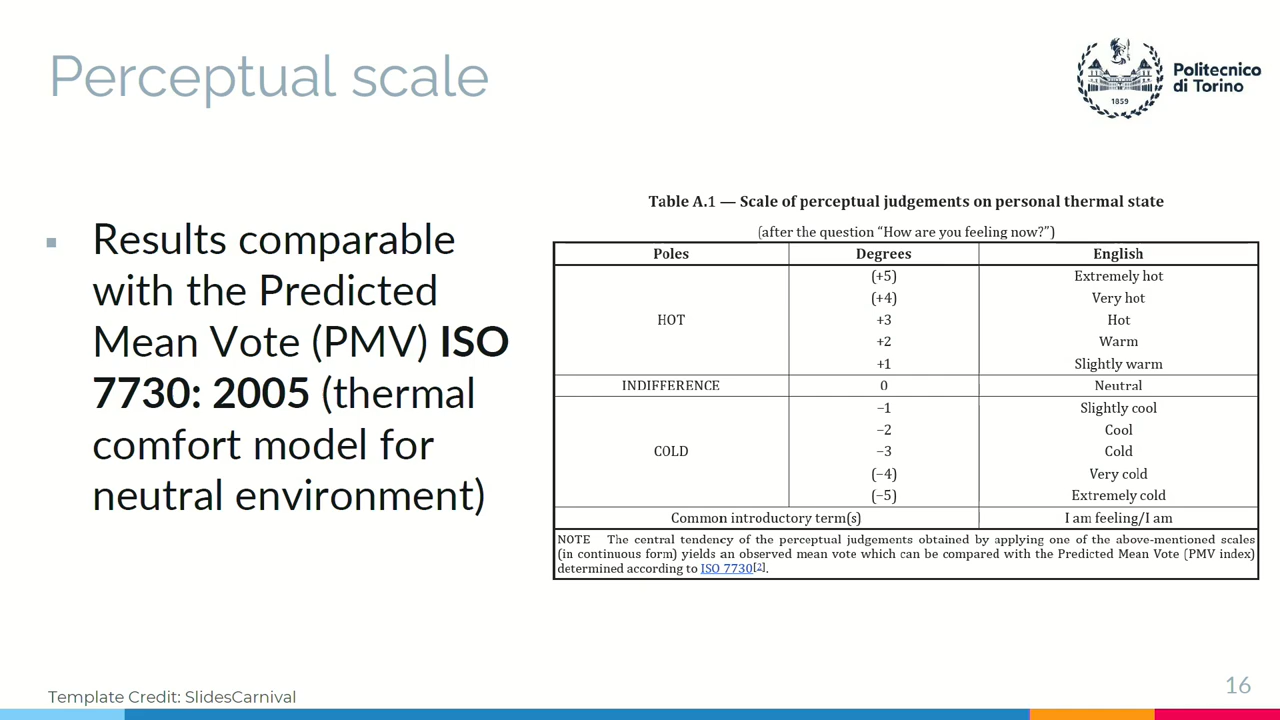 Perceptual scale
1859
Politecnico
di Torino
▪ Results comparable
with the Predicted
Mean Vote (PMV) ISO
7730: 2005 (thermal
comfort model for
neutral environment)
Table A.1 — Scale of perceptual judgements on personal thermal state
(after the question “How are you feeling now?”)
Poles Degrees English
(+5) Extremely hot
(+4) Very hot
HOT +3 Hot
+2 Warm
+1 Slightly warm
INDIFFERENCE 0 Neutral
−1 Slightly cool
−2 Cool
COLD −3 Cold
(−4) Very cold
(−5) Extremely cold
Common introductory term(s) I am feeling/I am
NOTE The central tendency of the perceptual judgements obtained by applying one of the above-mentioned scales
(in continuous form) yields an observed mean vote which can be compared with the Predicted Mean Vote (PMV index)
determined according to ISO 7730[2].
Template Credit: SlidesCarnival
16